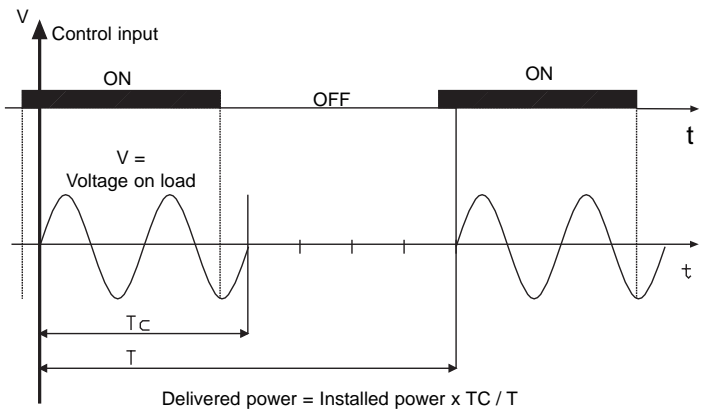 V
Control input
ON
ON
OFF
t
V =
Voltage on load
t
Tc
T
Delivered power = Installed power x TC / T